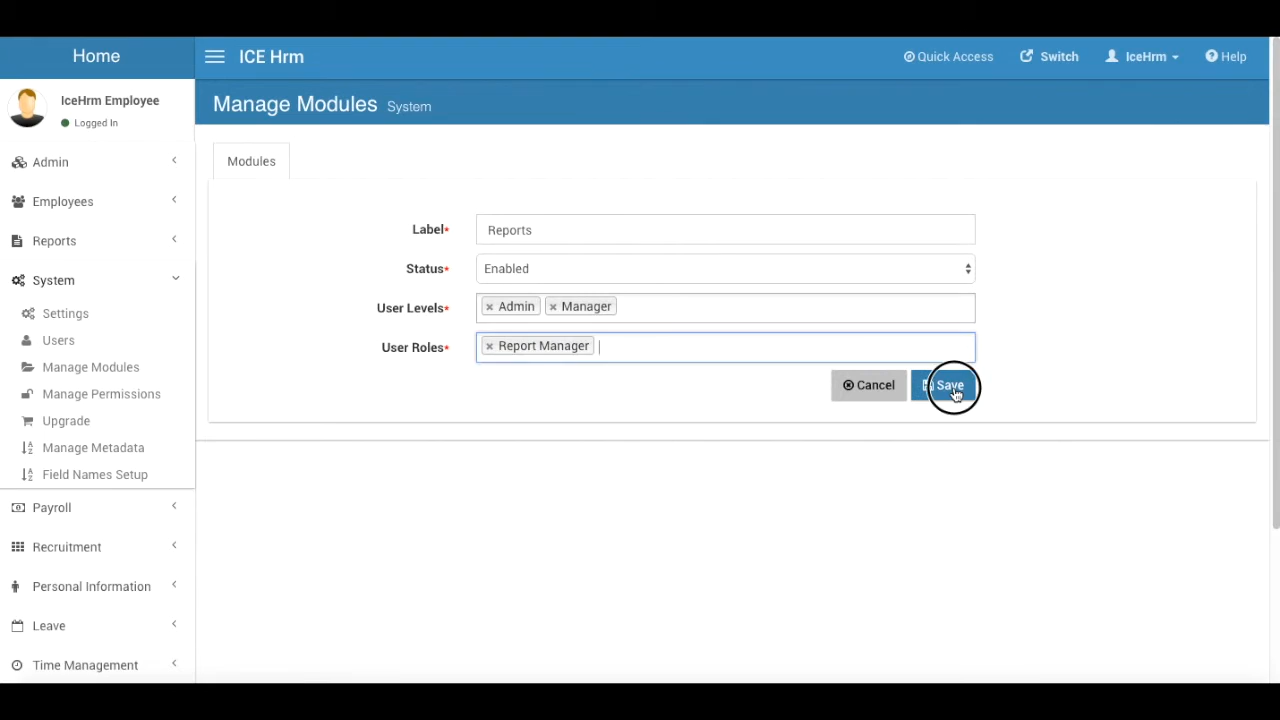 Home
ICE Hrm
Quick Access
Switch
IceHrm
Help
IceHrm Employee
Logged In
Manage Modules System
Admin
Employees
Reports
System
Settings
Users
Manage Modules
Manage Permissions
Upgrade
Manage Metadata
Field Names Setup
Payroll
Recruitment
Personal Information
Leave
Time Management
Modules
Label* Reports
Status* Enabled
User Levels* × Admin × Manager
User Roles* × Report Manager
Cancel
Save